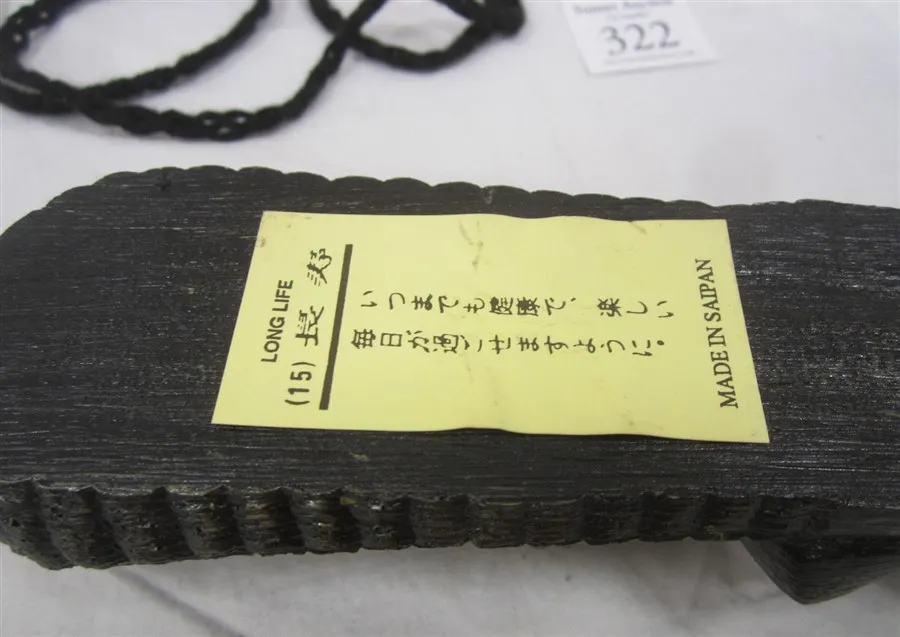 322
LONG LIFE
(15) 長寿
いつまでも健康で、楽しい
毎日が過ごせますように。
MADE IN SAIPAN